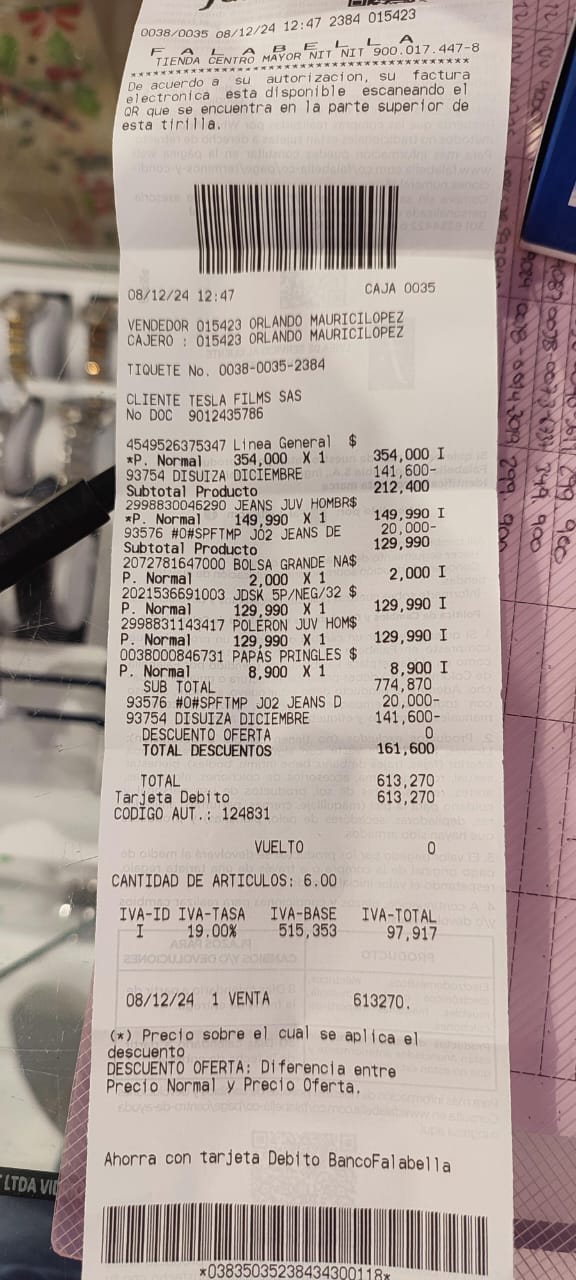 0038/0035 08/12/24 12:47 2384 015423
F A L A B E L L A
TIENDA CENTRO MAYOR NIT NIT 900.017.447-8
****************************************
De acuerdo a su autorizacion, su factura
electronica esta disponible escaneando el
QR que se encuentra en la parte superior de
esta tirilla.
08/12/24 12:47 CAJA 0035
VENDEDOR 015423 ORLANDO MAURICILOPEZ
CAJERO : 015423 ORLANDO MAURICILOPEZ
TIQUETE No. 0038-0035-2384
CLIENTE TESLA FILMS SAS
No DOC 9012435786
4549526375347 Linea General $
*P. Normal 354,000 X 1 354,000 I
93754 DISUIZA DICIEMBRE 141,600-
Subtotal Producto 212,400
2998830046290 JEANS JUV HOMBR$
*P. Normal 149,990 X 1 149,990 I
93576 #0#SPFTMP J02 JEANS DE 20,000-
Subtotal Producto 129,990
2072781647000 BOLSA GRANDE NA$
P. Normal 2,000 X 1 2,000 I
2021536691003 JDSK 5P/NEG/32 $
P. Normal 129,990 X 1 129,990 I
2998831143417 POLERON JUV HOM$
P. Normal 129,990 X 1 129,990 I
0038000846731 PAPAS PRINGLES $
P. Normal 8,900 X 1 8,900 I
SUB TOTAL 774,870
93576 #0#SPFTMP J02 JEANS D 20,000-
93754 DISUIZA DICIEMBRE 141,600-
DESCUENTO OFERTA 0
TOTAL DESCUENTOS 161,600
TOTAL 613,270
Tarjeta Debito 613,270
CODIGO AUT.: 124831
VUELTO 0
CANTIDAD DE ARTICULOS: 6.00
IVA-ID IVA-TASA IVA-BASE IVA-TOTAL
I 19.00% 515,353 97,917
08/12/24 1 VENTA 613270.
(*) Precio sobre el cual se aplica el
descuento
DESCUENTO OFERTA: Diferencia entre
Precio Normal y Precio Oferta.
Ahorra con tarjeta Debito BancoFalabella
*03835035238434300118*
LTDA